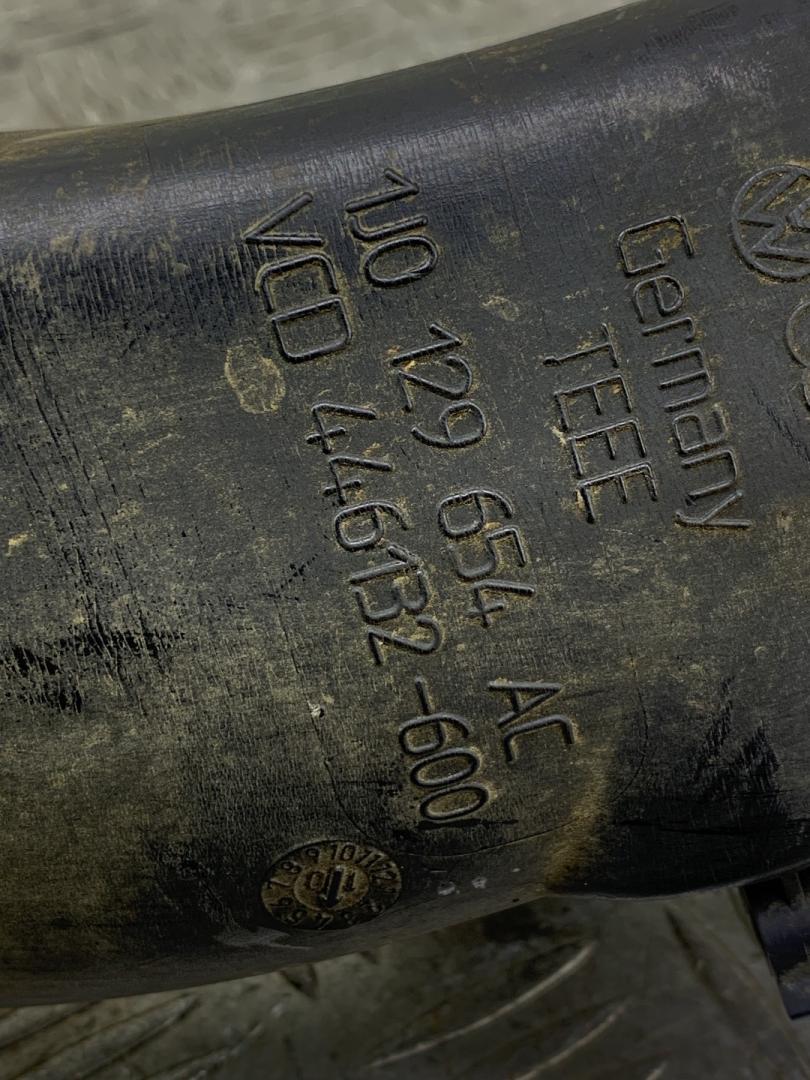 Germany
TEEE
1J0 129 654 AC
VCD 446132-600